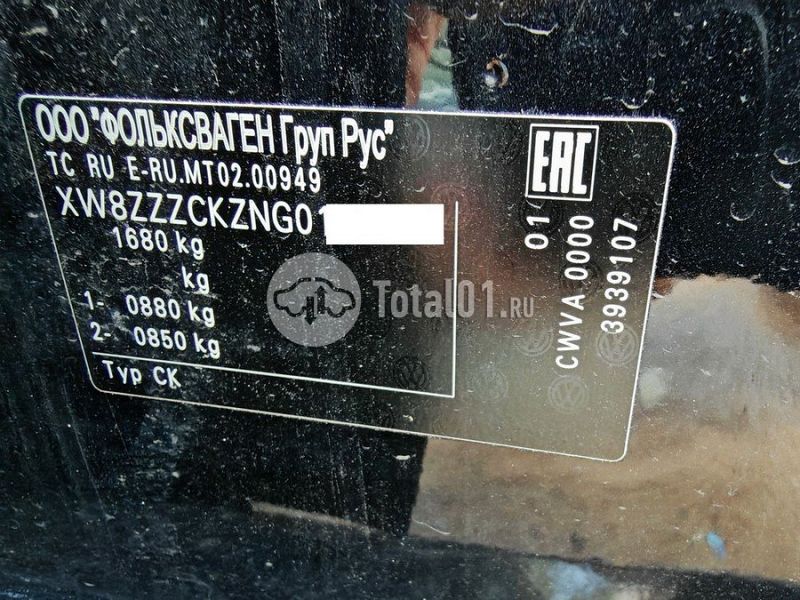 ООО "ФОЛЬКСВАГЕН Груп Рус"
TC RU E-RU.MT02.00949
XW8ZZZCKZNG01
1680 kg
kg
1- 0880 kg
2- 0850 kg
Typ CK
EAC
01
CWVA.0000
3939107
Total01.ru